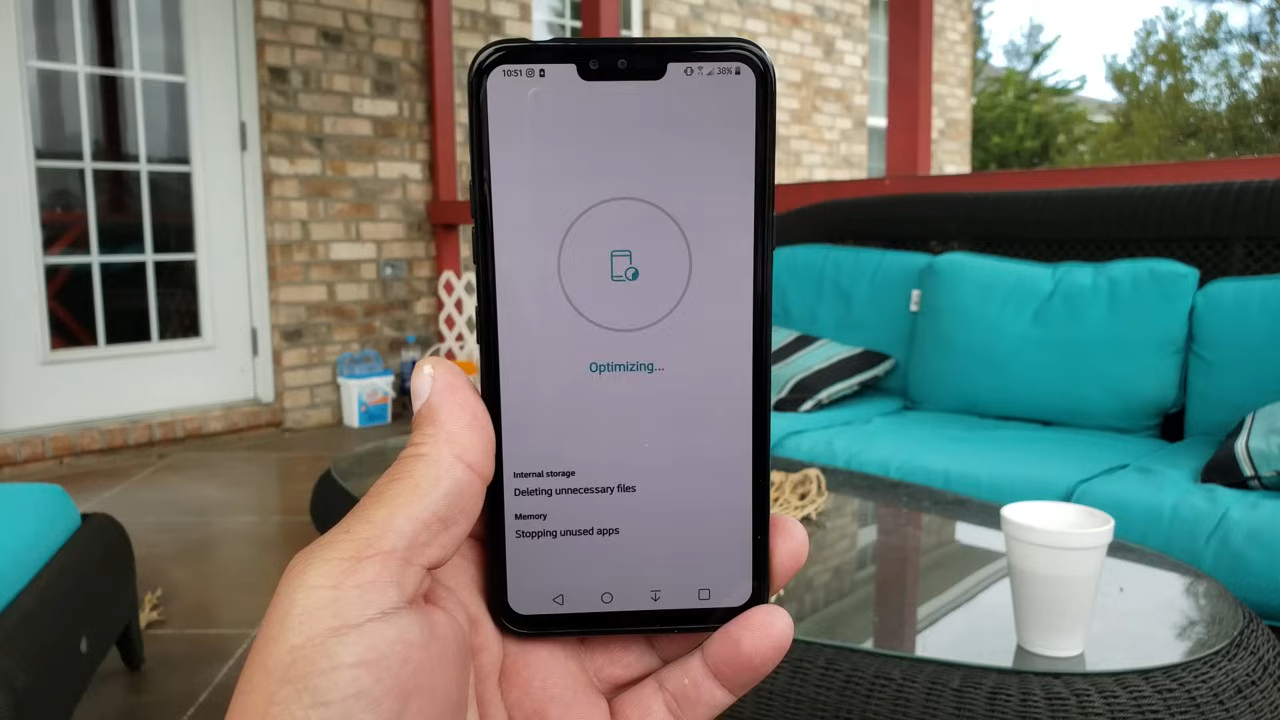 10:51 38%
Optimizing...
Internal storage
Deleting unnecessary files
Memory
Stopping unused apps